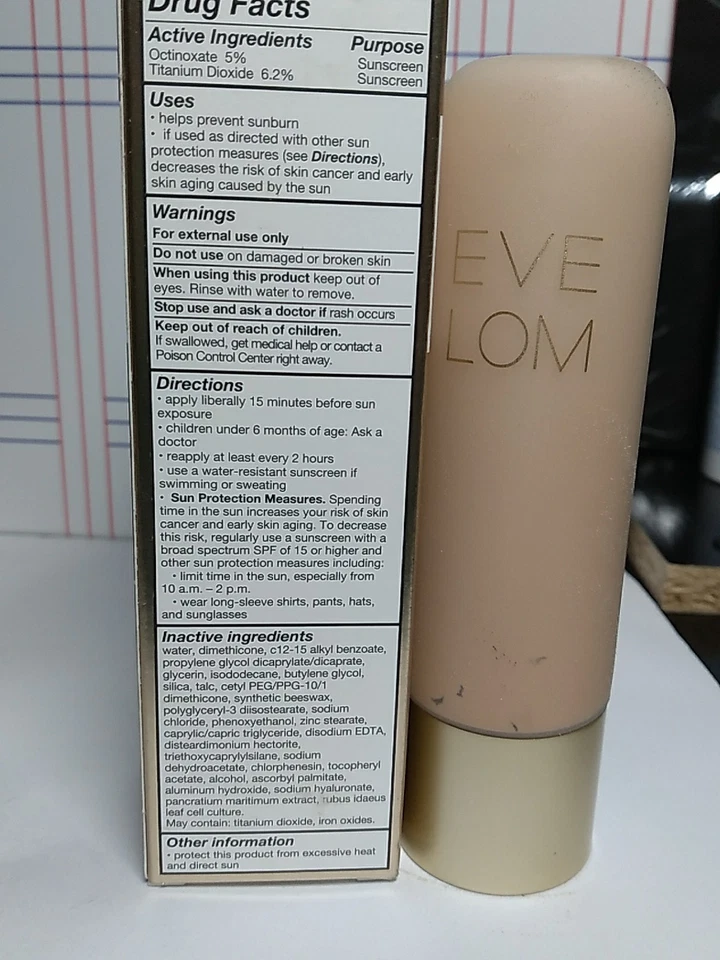 Drug Facts
Active Ingredients Purpose
Octinoxate 5% Sunscreen
Titanium Dioxide 6.2% Sunscreen
Uses
• helps prevent sunburn
• if used as directed with other sun
protection measures (see Directions),
decreases the risk of skin cancer and early
skin aging caused by the sun
Warnings
For external use only
Do not use on damaged or broken skin
When using this product keep out of
eyes. Rinse with water to remove.
Stop use and ask a doctor if rash occurs
Keep out of reach of children.
If swallowed, get medical help or contact a
Poison Control Center right away.
Directions
• apply liberally 15 minutes before sun
exposure
• children under 6 months of age: Ask a
doctor
• reapply at least every 2 hours
• use a water-resistant sunscreen if
swimming or sweating
• Sun Protection Measures. Spending
time in the sun increases your risk of skin
cancer and early skin aging. To decrease
this risk, regularly use a sunscreen with a
broad spectrum SPF of 15 or higher and
other sun protection measures including:
• limit time in the sun, especially from
10 a.m. – 2 p.m.
• wear long-sleeve shirts, pants, hats,
and sunglasses
Inactive ingredients
water, dimethicone, c12-15 alkyl benzoate,
propylene glycol dicaprylate/dicaprate,
glycerin, isododecane, butylene glycol,
silica, talc, cetyl PEG/PPG-10/1
dimethicone, synthetic beeswax,
polyglyceryl-3 diisostearate, sodium
chloride, phenoxyethanol, zinc stearate,
caprylic/capric triglyceride, disodium EDTA,
disteardimonium hectorite,
triethoxycaprylylsilane, sodium
dehydroacetate, chlorphenesin, tocopheryl
acetate, alcohol, ascorbyl palmitate,
aluminum hydroxide, sodium hyaluronate,
pancratium maritimum extract, rubus idaeus
leaf cell culture.
May contain: titanium dioxide, iron oxides.
Other information
• protect this product from excessive heat
and direct sun
EVE
LOM